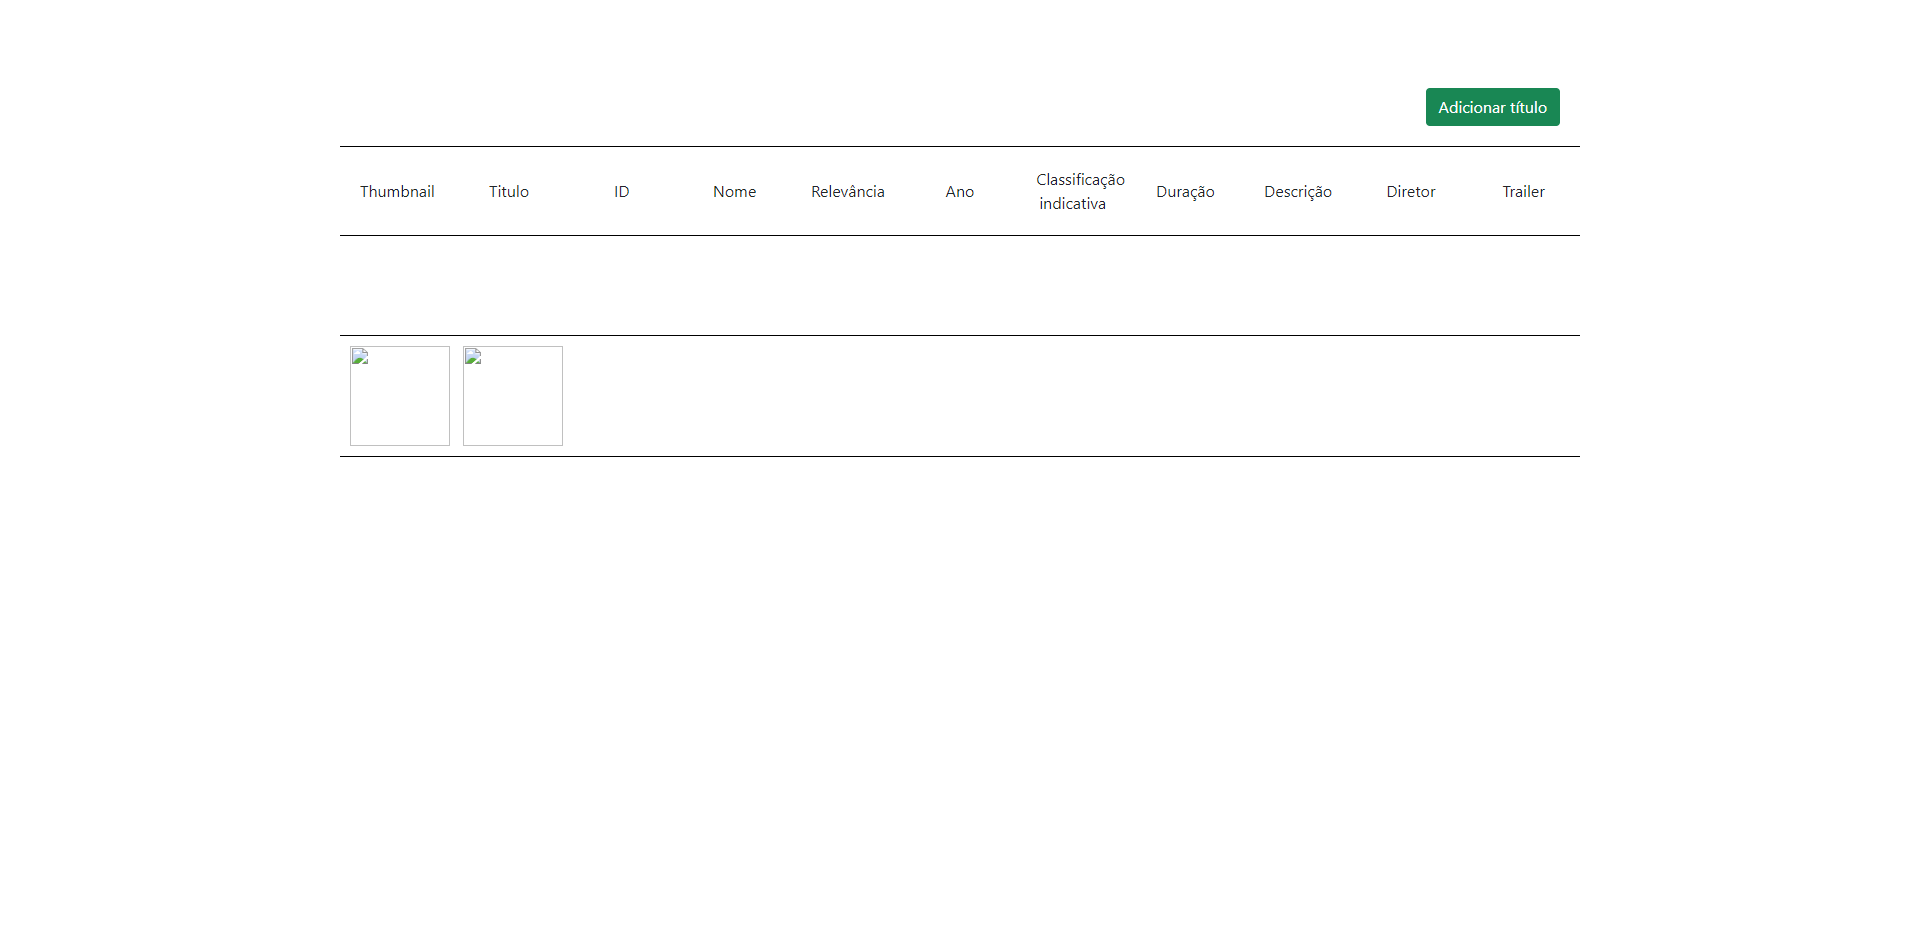 Adicionar título
Thumbnail Titulo ID Nome Relevância Ano Classificação indicativa Duração Descrição Diretor Trailer